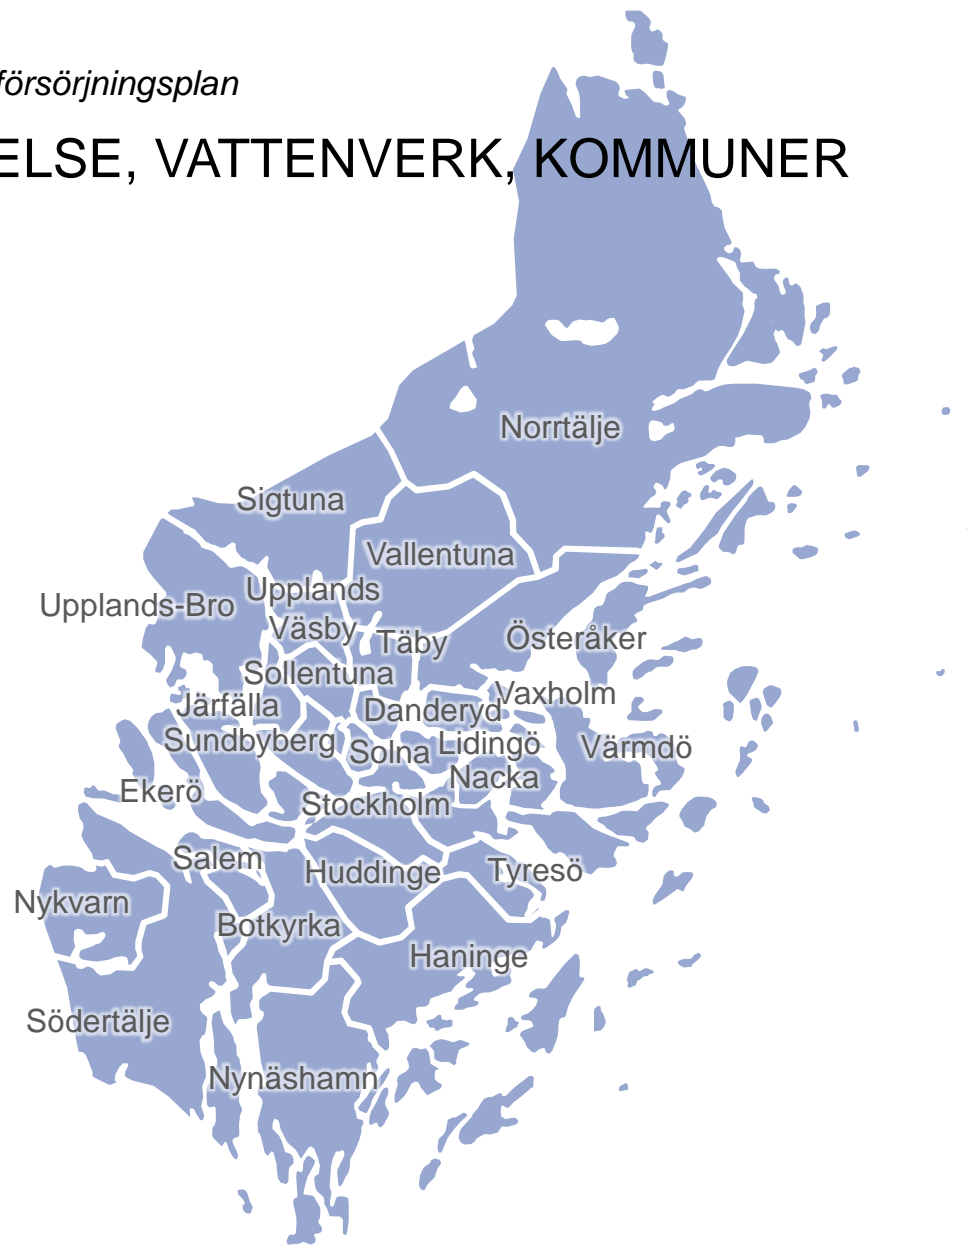 försörjningsplan
ELSE, VATTENVERK, KOMMUNER
Norrtälje
Sigtuna
Vallentuna
Upplands-Bro
Upplands
Väsby
Täby
Österåker
Sollentuna
Vaxholm
Järfälla
Danderyd
Sundbyberg
Solna
Lidingö
Värmdö
Nacka
Ekerö
Stockholm
Salem
Huddinge
Tyresö
Nykvarn
Botkyrka
Haninge
Södertälje
Nynäshamn